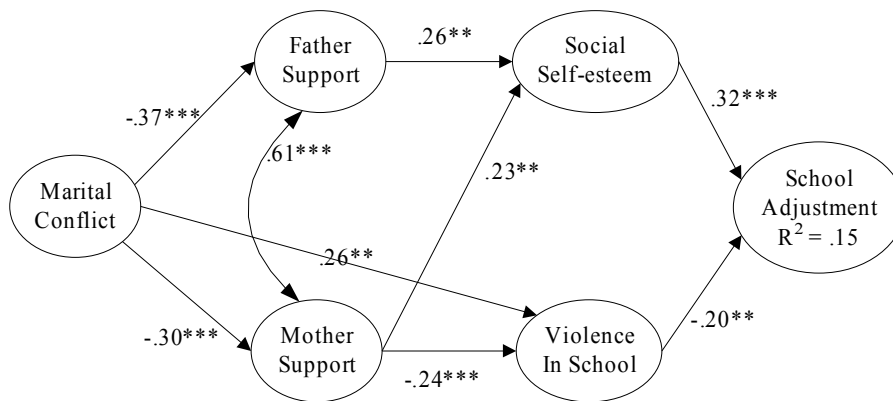 Father
Support
.26**
Social
Self-esteem
-.37***
.32***
.61***
.23**
Marital
Conflict
School
Adjustment
R² = .15
.26**
-.30***
Mother
Support
-.24***
Violence
In School
-.20**